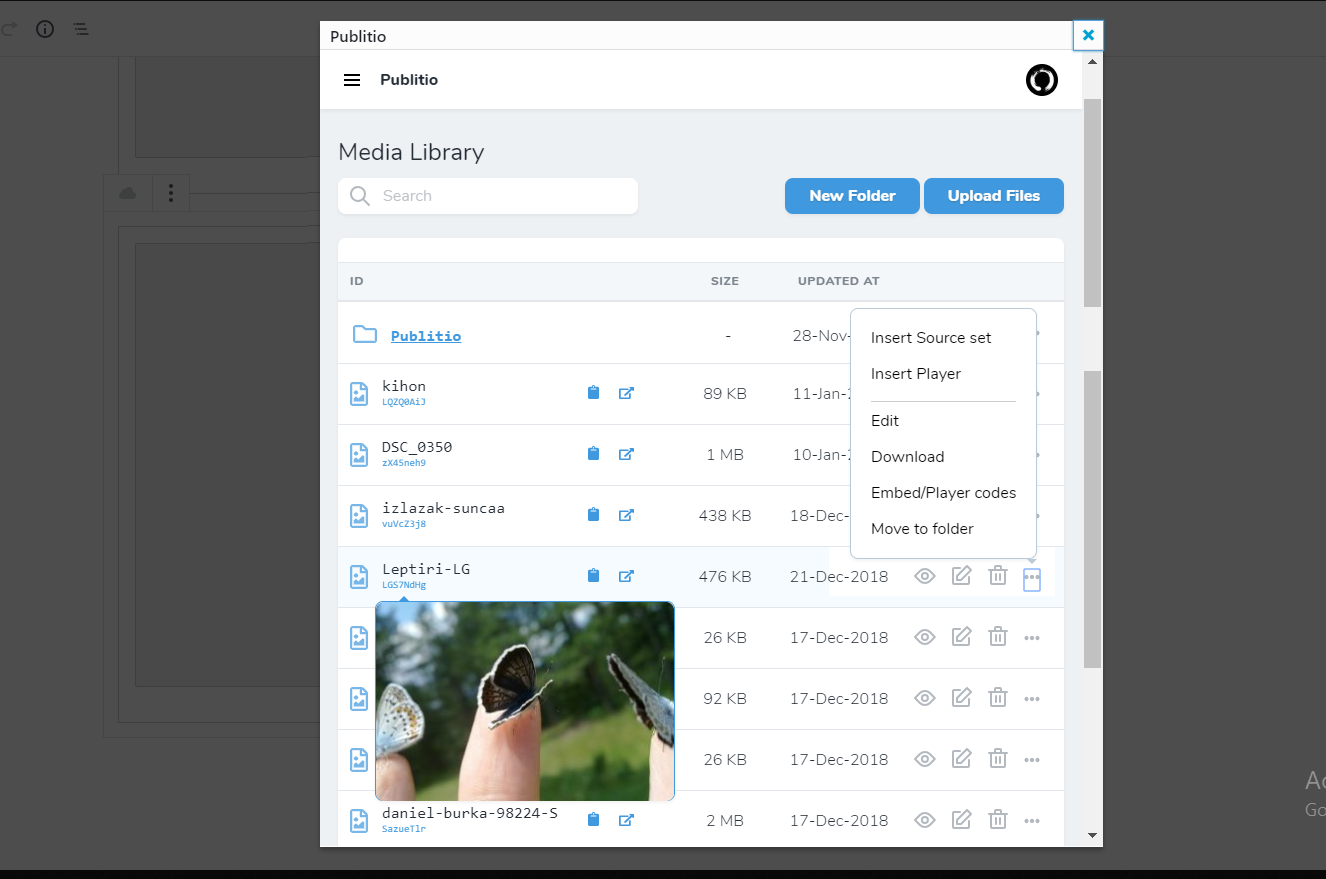 Publitio
Publitio
Media Library
Search
New Folder
Upload Files
ID SIZE UPDATED AT
Publitio - 28-Nov-
kihon
LQZQ0AiJ
89 KB 11-Jan-2
DSC_0350
zX45neh9
1 MB 10-Jan-2
izlazak-suncaa
vuVcZ3j8
438 KB 18-Dec-
Insert Source set
Insert Player
Edit
Download
Embed/Player codes
Move to folder
Leptiri-LG
LGS7NdHg
476 KB 21-Dec-2018
26 KB 17-Dec-2018
92 KB 17-Dec-2018
26 KB 17-Dec-2018
daniel-burka-98224-S
SazueTlr
2 MB 17-Dec-2018
Ac
Go